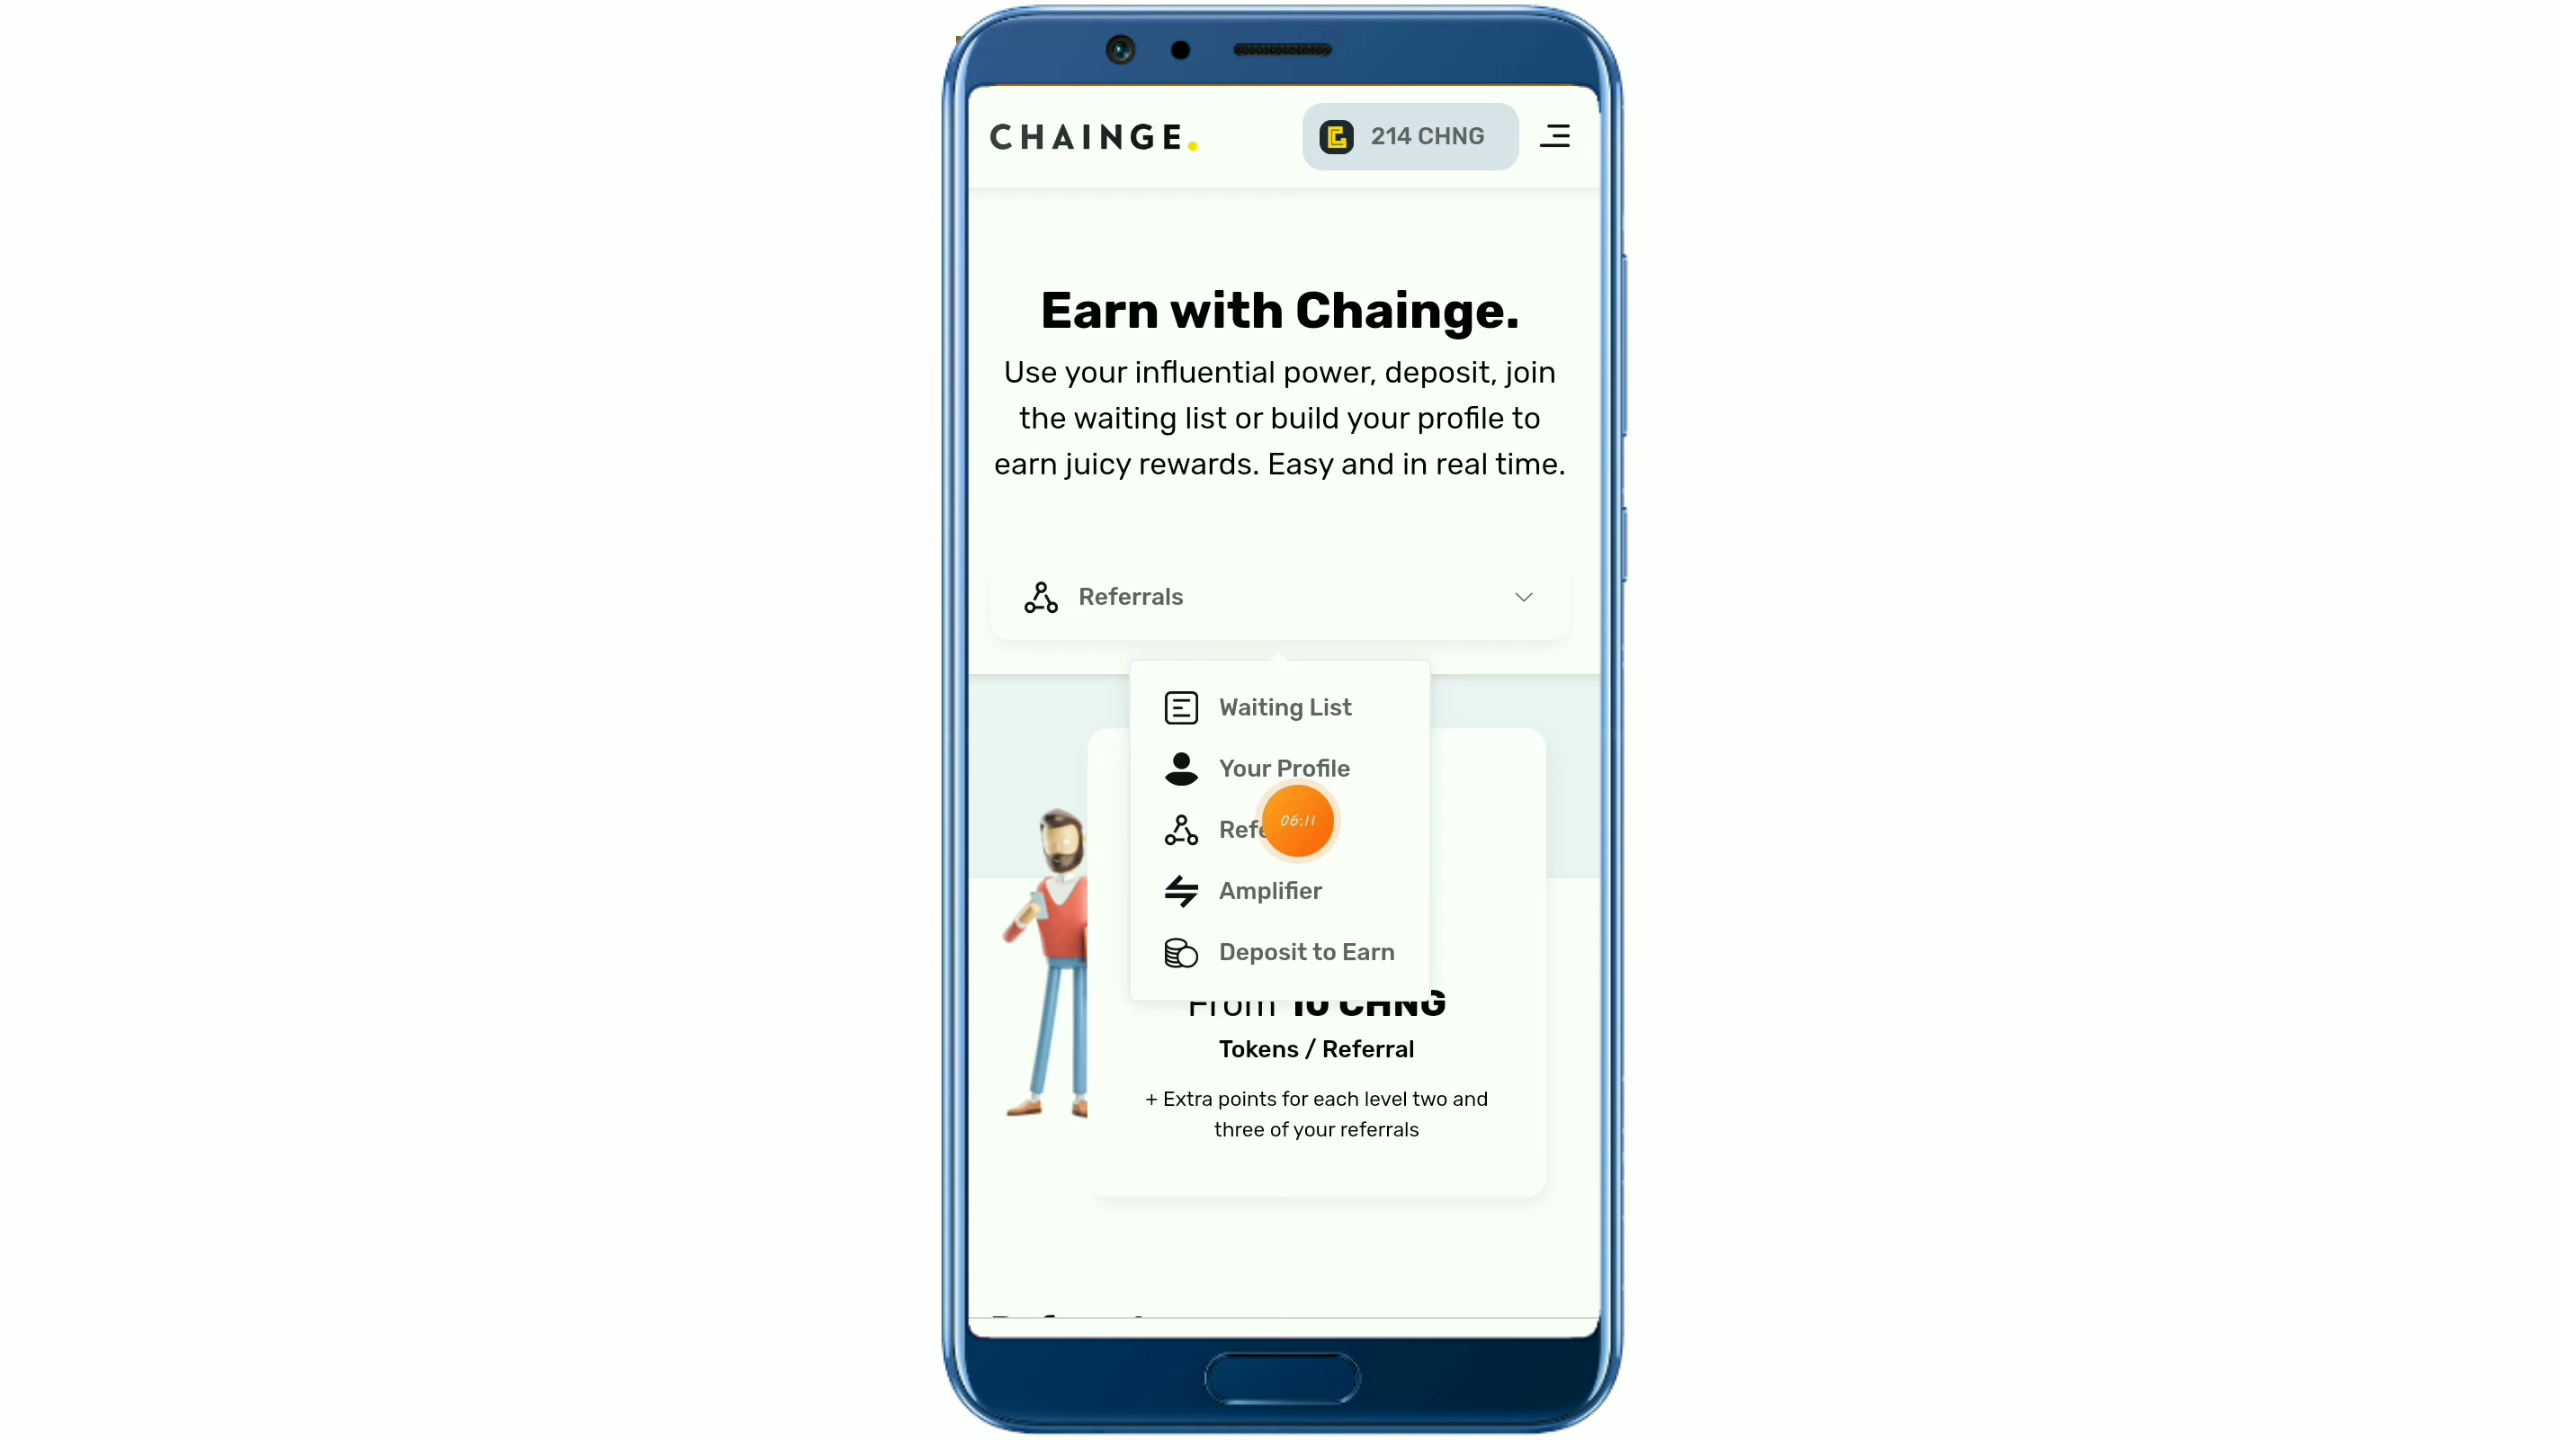 CHAINGE.
214 CHNG
Earn with Chainge.
Use your influential power, deposit, join
the waiting list or build your profile to
earn juicy rewards. Easy and in real time.
Referrals
Waiting List
Your Profile
06:11
Amplifier
Deposit to Earn
From 10 CHNG
Tokens / Referral
+ Extra points for each level two and
three of your referrals